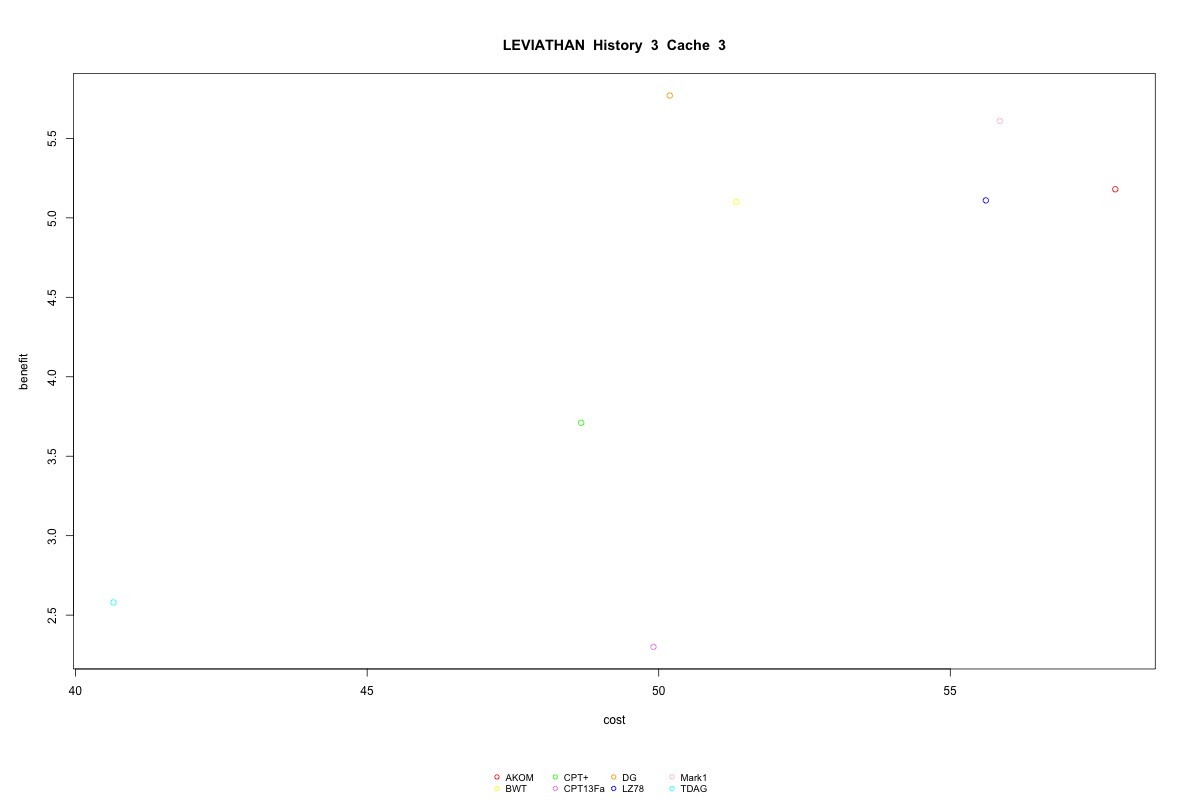 LEVIATHAN History 3 Cache 3
5.5
5.0
4.5
4.0
3.5
3.0
2.5
benefit
40 45 50 55
cost
AKOM CPT+ DG Mark1
BWT CPT13Fa LZ78 TDAG